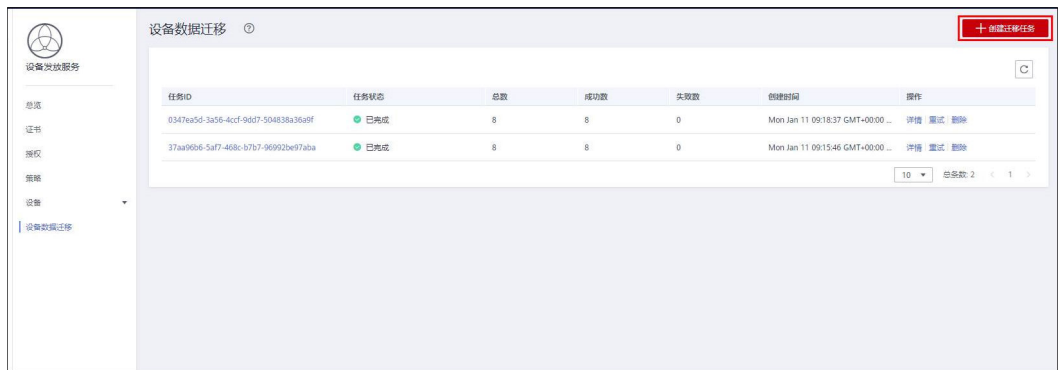 设备数据迁移
创建迁移任务
设备发放服务
总览
证书
授权
策略
设备
设备数据迁移
任务ID 任务状态 总数 成功数 失败数 创建时间 操作
0347ea5d-3a56-4ccf-9dd7-504838a36a9f 已完成 8 8 0 Mon Jan 11 09:18:37 GMT+00:00 ... 详情 重试 删除
37aa96b6-5af7-468c-b7b7-96992be97aba 已完成 8 8 0 Mon Jan 11 09:15:46 GMT+00:00 ... 详情 重试 删除
10 总条数: 2 < 1 >